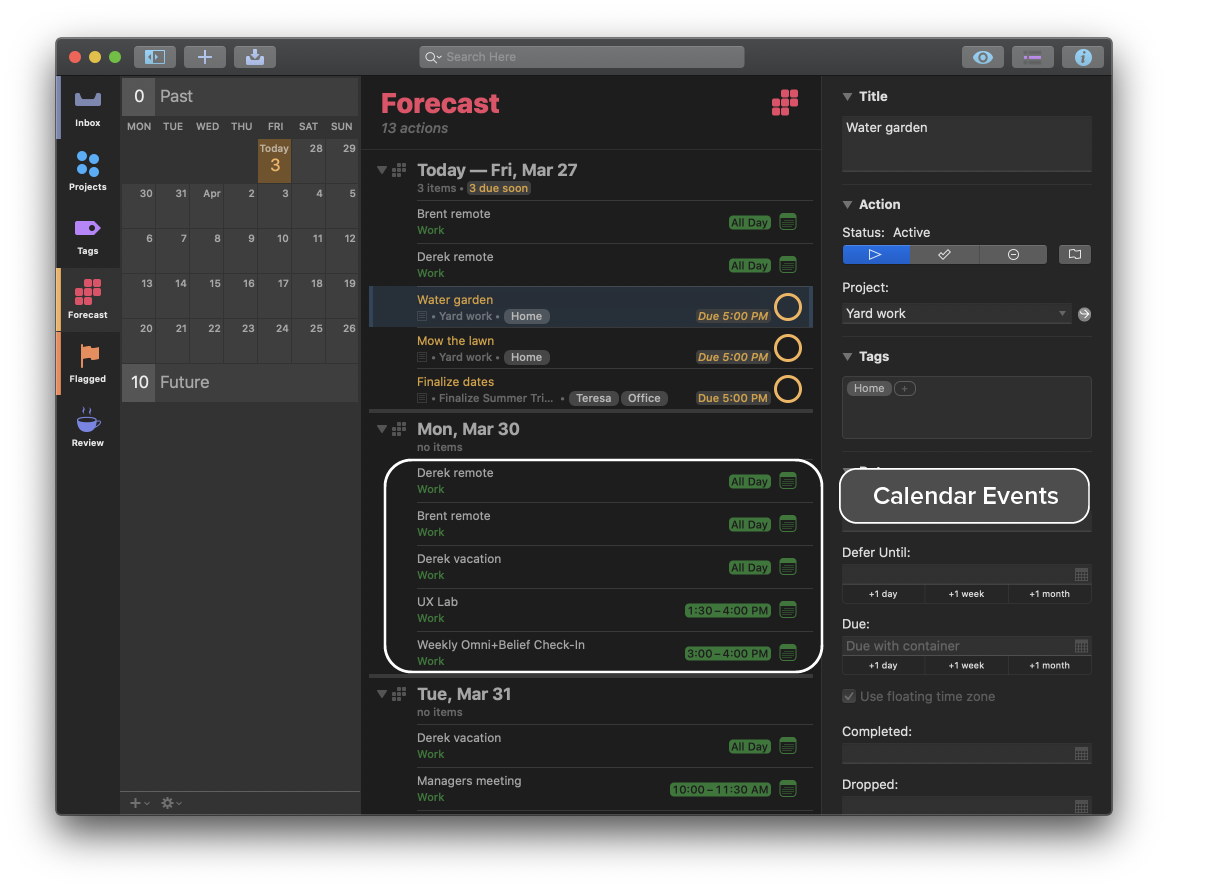 Search Here
Inbox
Projects
Tags
Forecast
Flagged
Review
0 Past
MON TUE WED THU FRI SAT SUN
Today 28 29
3
30 31 Apr 2 3 4 5
6 7 8 9 10 11 12
13 14 15 16 17 18 19
20 21 22 23 24 25 26
10 Future
Forecast
13 actions
Today — Fri, Mar 27
3 items • 3 due soon
Brent remote
Work
All Day
Derek remote
Work
All Day
Water garden
• Yard work • Home
Due 5:00 PM
Mow the lawn
• Yard work • Home
Due 5:00 PM
Finalize dates
• Finalize Summer Tri... • Teresa Office
Due 5:00 PM
Mon, Mar 30
no items
Derek remote
Work
All Day
Brent remote
Work
All Day
Derek vacation
Work
All Day
UX Lab
Work
1:30 – 4:00 PM
Weekly Omni+Belief Check-In
Work
3:00 – 4:00 PM
Tue, Mar 31
no items
Derek vacation
Work
All Day
Managers meeting
Work
10:00 – 11:30 AM
Title
Water garden
Action
Status: Active
Project:
Yard work
Tags
Home +
Calendar Events
Defer Until:
+1 day +1 week +1 month
Due:
Due with container
+1 day +1 week +1 month
Use floating time zone
Completed:
Dropped: